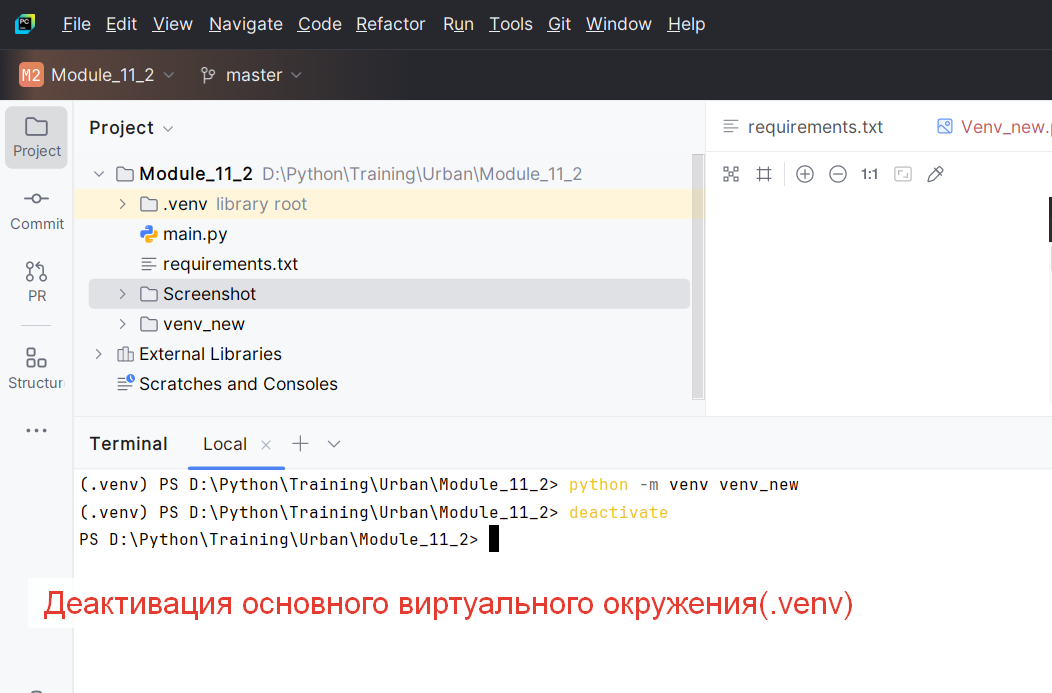 File Edit View Navigate Code Refactor Run Tools Git Window Help
M2 Module_11_2 master
Project
requirements.txt
Project
Module_11_2 D:\Python\Training\Urban\Module_11_2
1:1
.venv library root
Commit
main.py
requirements.txt
PR
Screenshot
venv_new
External Libraries
Scratches and Consoles
Terminal Local
(.venv) PS D:\Python\Training\Urban\Module_11_2> python -m venv venv_new
(.venv) PS D:\Python\Training\Urban\Module_11_2> deactivate
PS D:\Python\Training\Urban\Module_11_2>
Деактивация основного виртуального окружения(.venv)